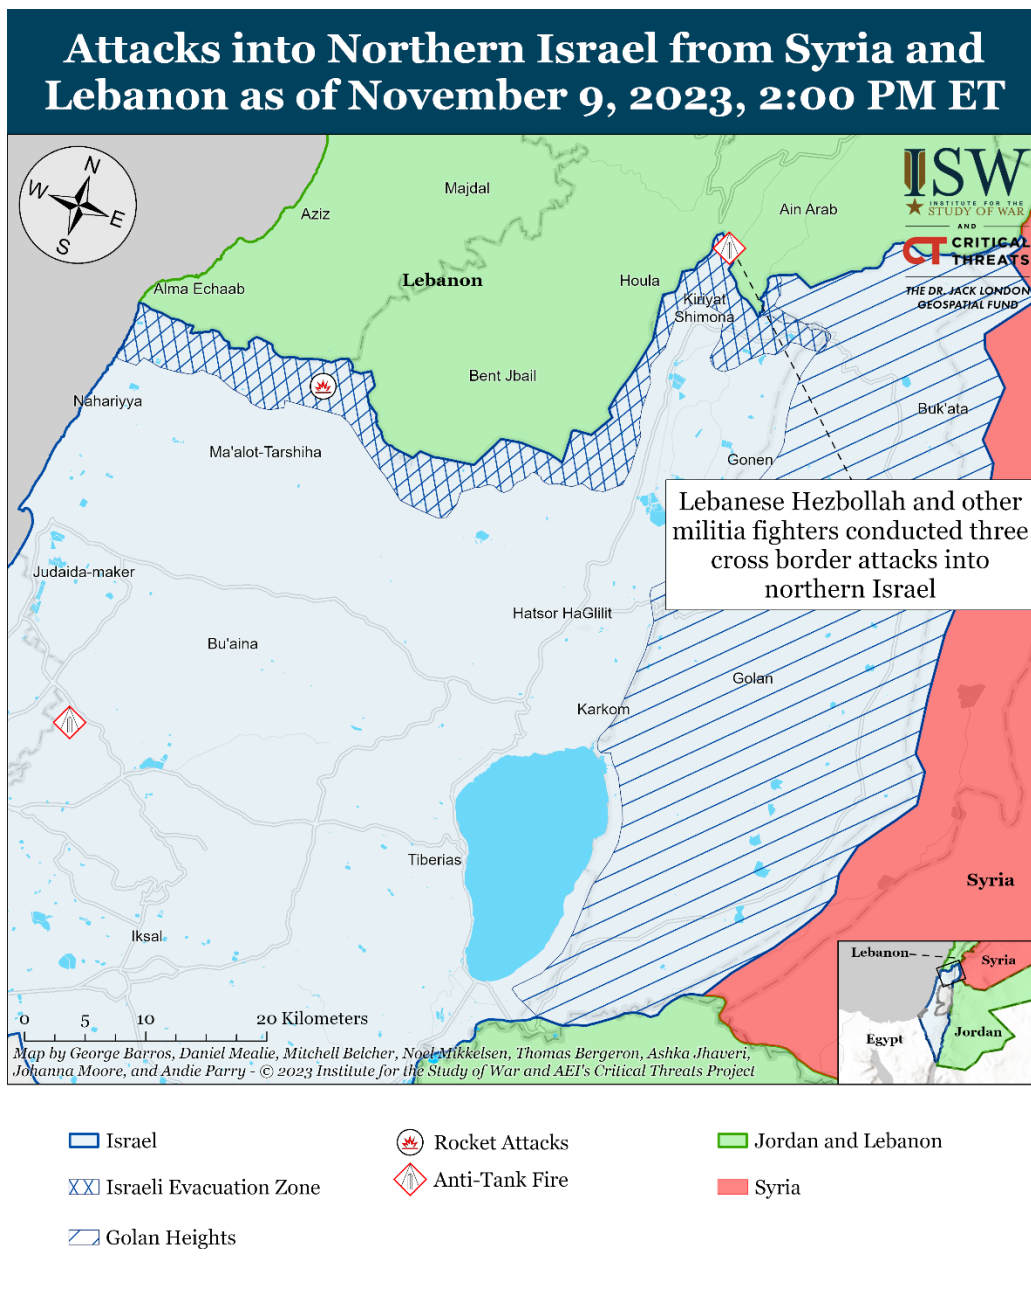 Attacks into Northern Israel from Syria and
Lebanon as of November 9, 2023, 2:00 PM ET
N
W
E
S
ISW
INSTITUTE FOR THE
STUDY OF WAR
AND
CT CRITICAL
THREATS
THE DR. JACK LONDON
GEOSPATIAL FUND
Majdal
Aziz
Ain Arab
Lebanon
Houla
Alma Echaab
Kiriyat
Shimona
Bent Jbail
Nahariyya
Buk'ata
Ma'alot-Tarshiha
Gonen
Lebanese Hezbollah and other
militia fighters conducted three
cross border attacks into
northern Israel
Judaida-maker
Hatsor HaGlilit
Bu'aina
Golan
Karkom
Tiberias
Syria
Iksal
Lebanon
Syria
Jordan
Egypt
0 5 10 20 Kilometers
Map by George Barros, Daniel Mealie, Mitchell Belcher, Noel Mikkelsen, Thomas Bergeron, Ashka Jhaveri,
Johanna Moore, and Andie Parry - © 2023 Institute for the Study of War and AEI's Critical Threats Project
Israel
Rocket Attacks
Jordan and Lebanon
Israeli Evacuation Zone
Anti-Tank Fire
Syria
Golan Heights